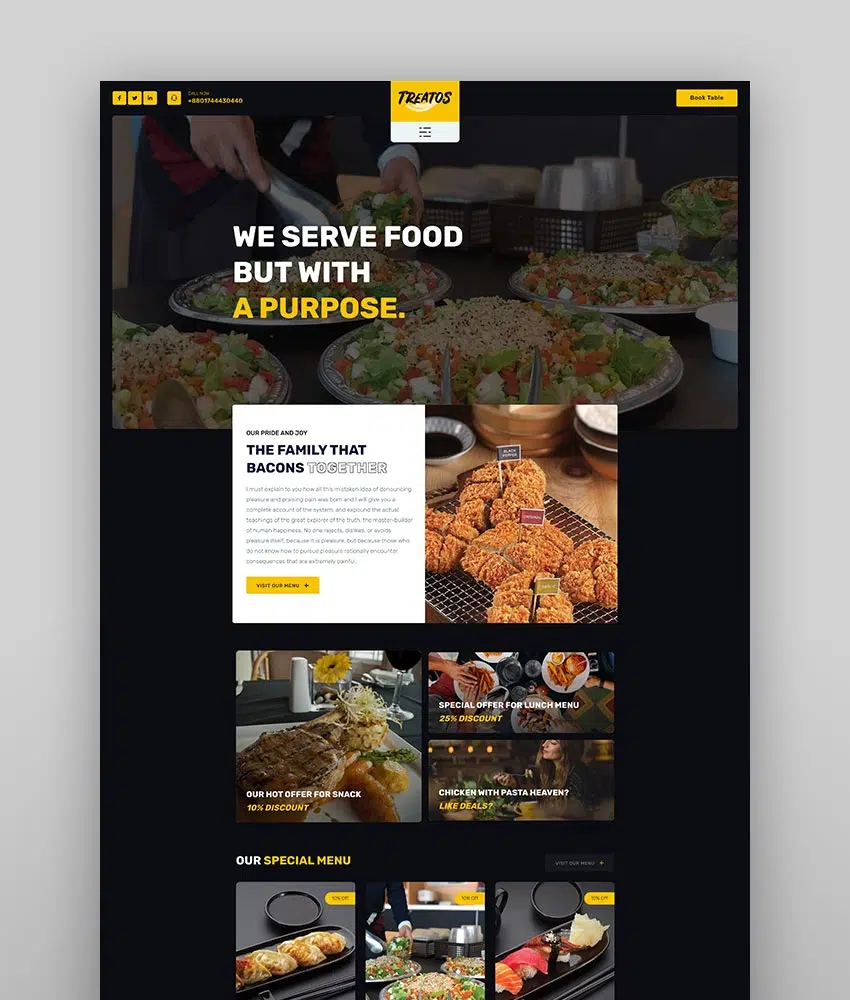 CALL NOW
+8801744430440
TREATOS
Book Table
WE SERVE FOOD
BUT WITH
A PURPOSE.
OUR PRIDE AND JOY
THE FAMILY THAT
BACONS TOGETHER
I must explain to you how all this mistaken idea of denouncing
pleasure and praising pain was born and I will give you a
complete account of the system, and expound the actual
teachings of the great explorer of the truth, the master-builder
of human happiness. No one rejects, dislikes, or avoids
pleasure itself, because it is pleasure, but because those who
do not know how to pursue pleasure rationally encounter
consequences that are extremely painful.
VISIT OUR MENU +
BLACK
PEPPER
ORIGINAL
OUR HOT OFFER FOR SNACK
10% DISCOUNT
SPECIAL OFFER FOR LUNCH MENU
25% DISCOUNT
CHICKEN WITH PASTA HEAVEN?
LIKE DEALS?
OUR SPECIAL MENU
VISIT OUR MENU +
10% Off
10% Off
10% Off